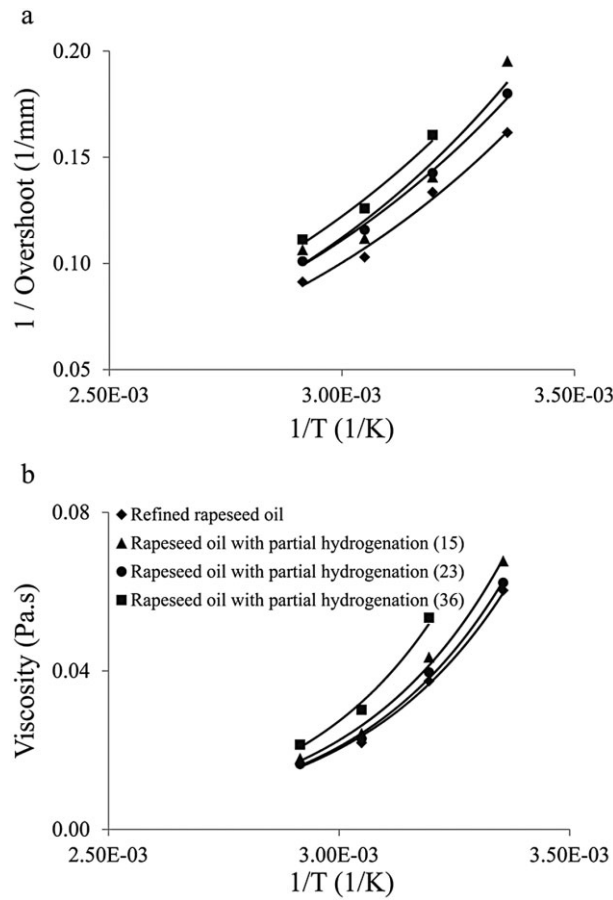 a
0.20
0.15
0.10
0.05
1 / Overshoot (1/mm)
2.50E-03 3.00E-03 3.50E-03
1/T (1/K)
b
0.08
0.04
0.00
Viscosity (Pa.s)
Refined rapeseed oil
Rapeseed oil with partial hydrogenation (15)
Rapeseed oil with partial hydrogenation (23)
Rapeseed oil with partial hydrogenation (36)
2.50E-03 3.00E-03 3.50E-03
1/T (1/K)